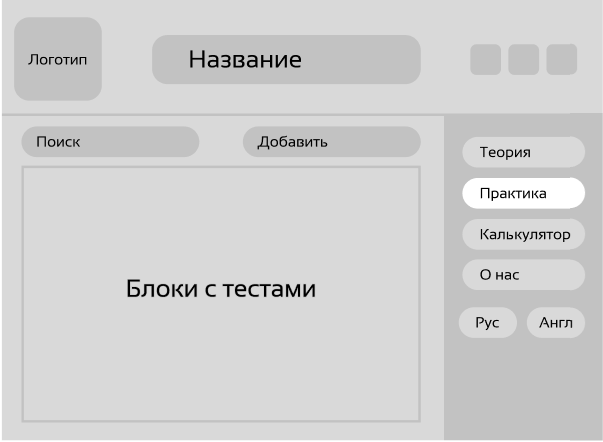 Логотип
Название
Поиск
Добавить
Блоки с тестами
Теория
Практика
Калькулятор
О нас
Рус
Англ